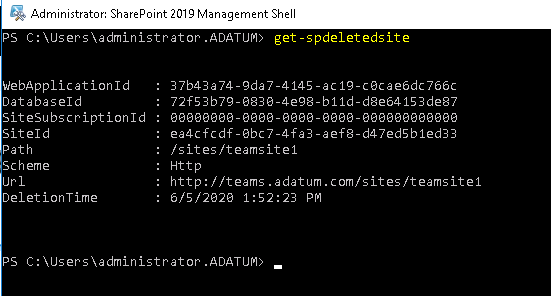 Administrator: SharePoint 2019 Management Shell
PS C:\Users\administrator.ADATUM> get-spdeletedsite
WebApplicationId : 37b43a74-9da7-4145-ac19-c0cae6dc766c
DatabaseId : 72f53b79-0830-4e98-b11d-d8e64153de87
SiteSubscriptionId : 00000000-0000-0000-0000-000000000000
SiteId : ea4cfcdf-0bc7-4fa3-aef8-d47ed5b1ed33
Path : /sites/teamsite1
Scheme : Http
Url : http://teams.adatum.com/sites/teamsite1
DeletionTime : 6/5/2020 1:52:23 PM
PS C:\Users\administrator.ADATUM> _